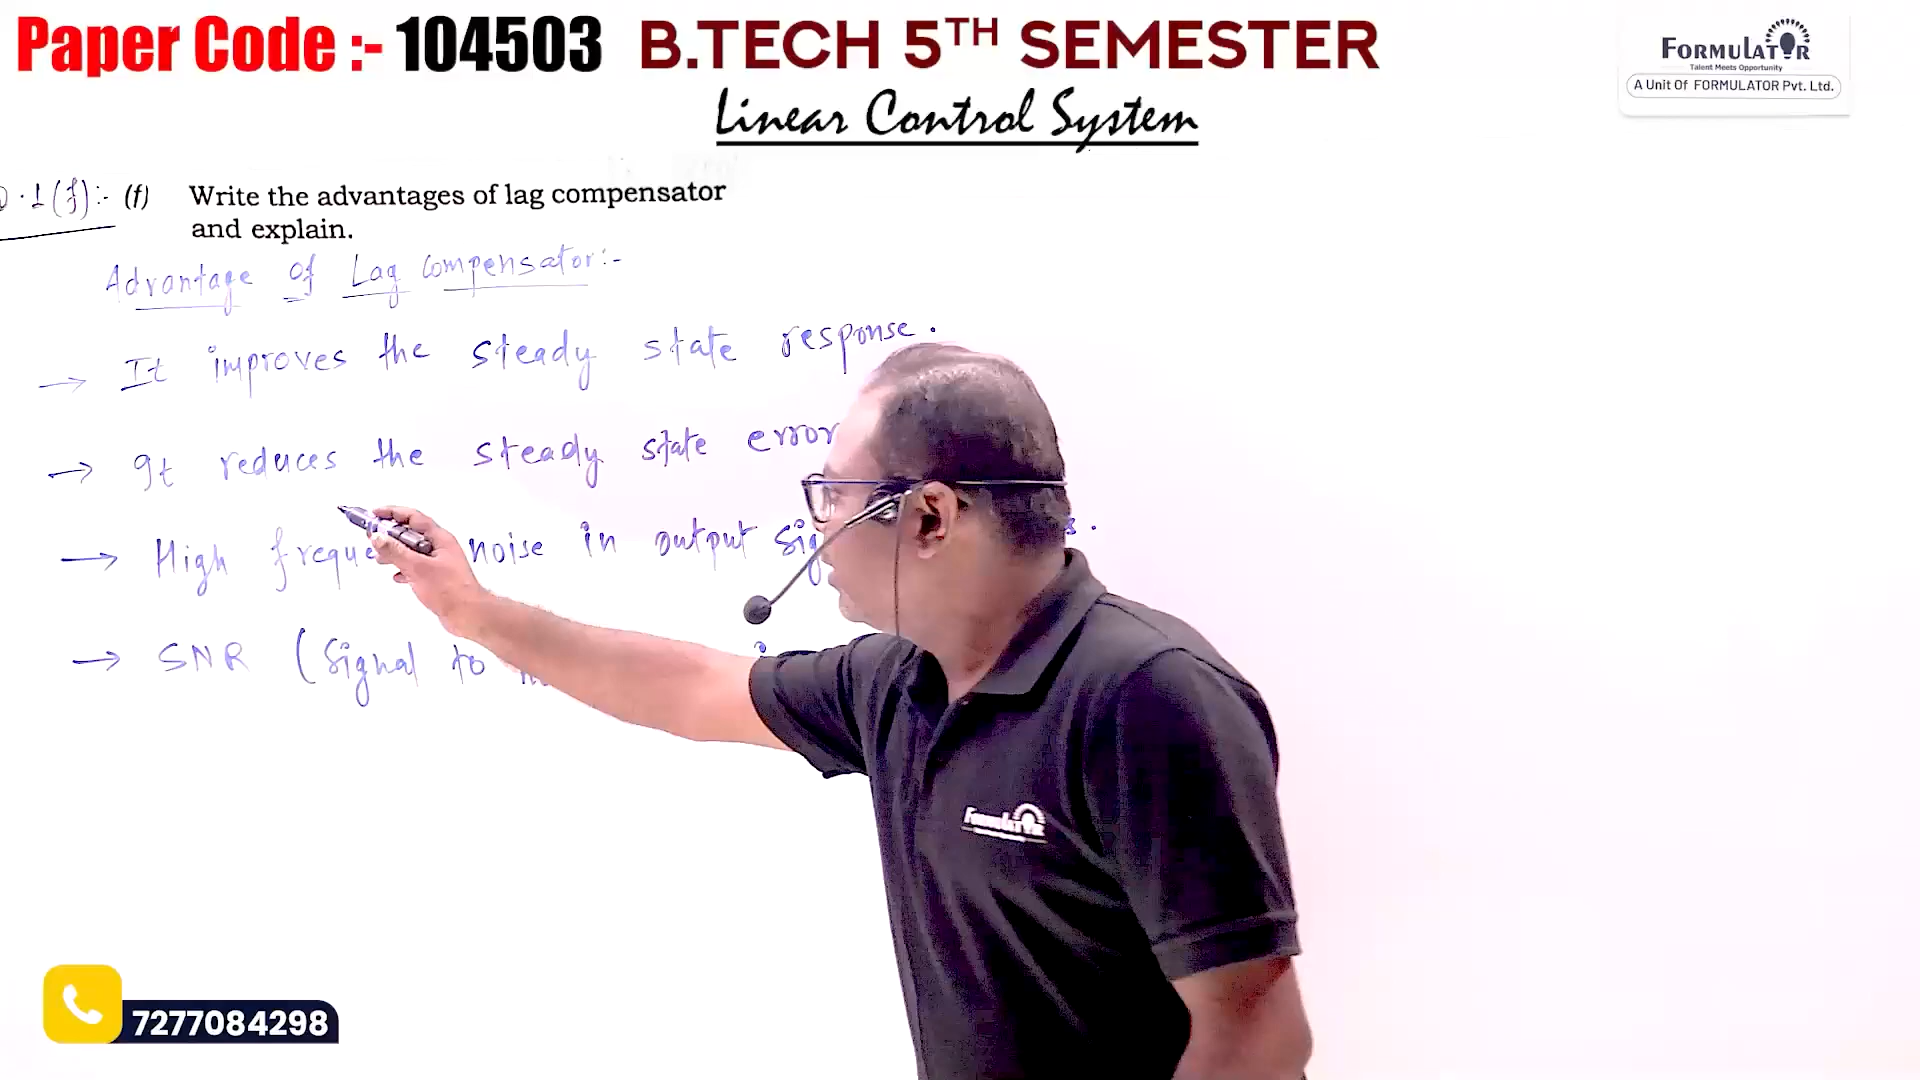 Paper Code :- 104503 B.TECH 5TH SEMESTER
Linear Control System
FORMULATOR
Talent Meets Opportunity
A Unit Of FORMULATOR Pvt. Ltd.
1(f):- (f) Write the advantages of lag compensator
and explain.
Advantage of Lag Compensator:-
→ It improves the steady state response.
→ It reduces the steady state error
→ High noise in output
→ SNR (Signal to
FORMULATOR
7277084298